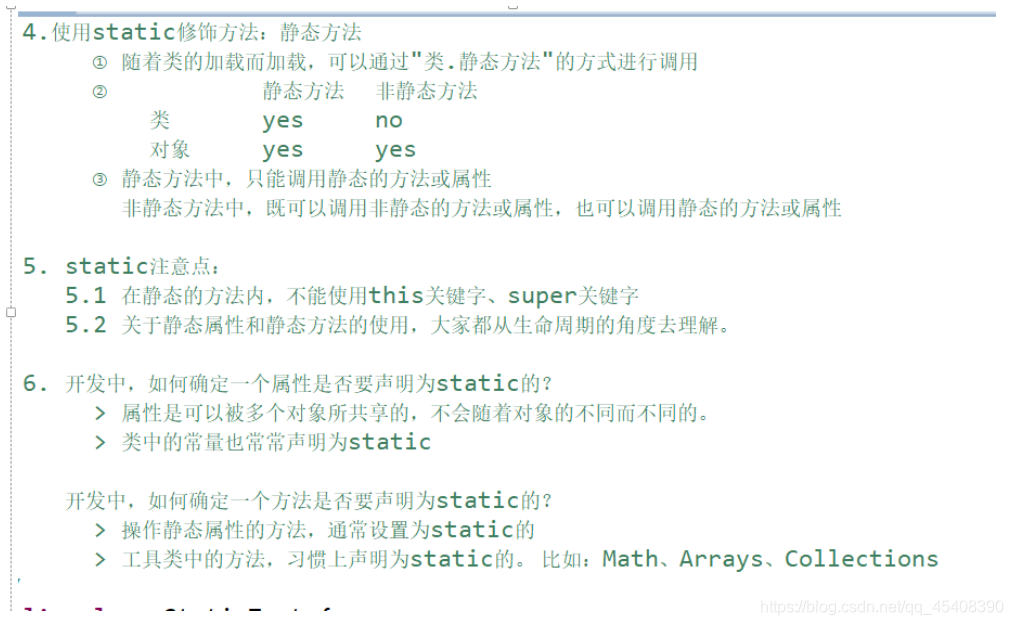 4.使用static修饰方法：静态方法
① 随着类的加载而加载，可以通过"类.静态方法"的方式进行调用
② 静态方法 非静态方法
类 yes no
对象 yes yes
③ 静态方法中，只能调用静态的方法或属性
非静态方法中，既可以调用非静态的方法或属性，也可以调用静态的方法或属性
5. static注意点：
5.1 在静态的方法内，不能使用this关键字、super关键字
5.2 关于静态属性和静态方法的使用，大家都从生命周期的角度去理解。
6. 开发中，如何确定一个属性是否要声明为static的？
> 属性是可以被多个对象所共享的，不会随着对象的不同而不同的。
> 类中的常量也常常声明为static
开发中，如何确定一个方法是否要声明为static的？
> 操作静态属性的方法，通常设置为static的
> 工具类中的方法，习惯上声明为static的。 比如：Math、Arrays、Collections
https://blog.csdn.net/qq_45408390